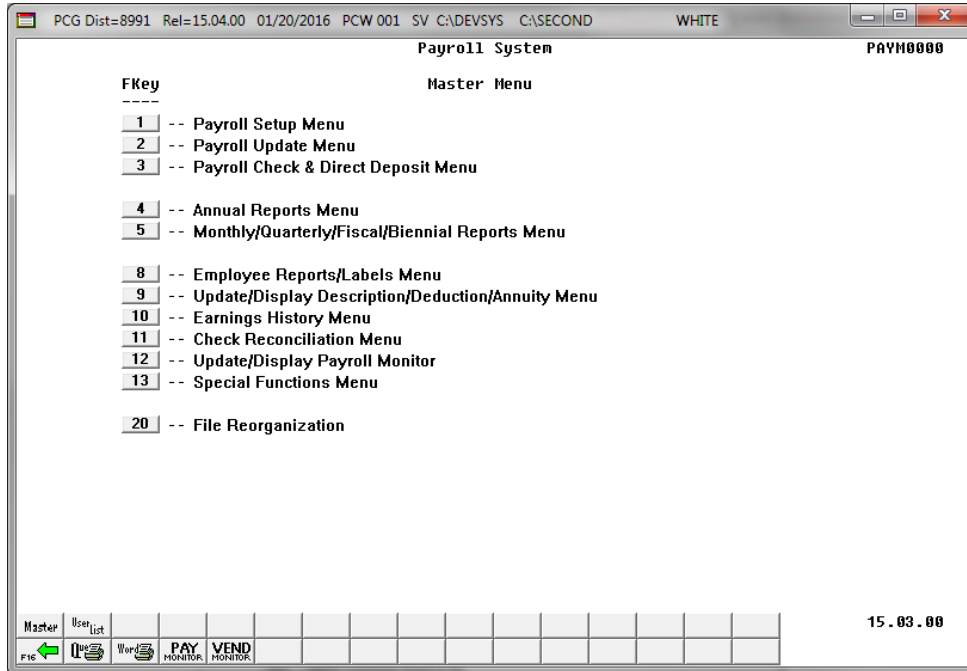 PCG Dist=8991 Rel=15.04.00 01/20/2016 PCW 001 SV C:\DEVSYS C:\SECOND WHITE
Payroll System PAYM0000
FKey Master Menu
----
1 -- Payroll Setup Menu
2 -- Payroll Update Menu
3 -- Payroll Check & Direct Deposit Menu
4 -- Annual Reports Menu
5 -- Monthly/Quarterly/Fiscal/Biennial Reports Menu
8 -- Employee Reports/Labels Menu
9 -- Update/Display Description/Deduction/Annuity Menu
10 -- Earnings History Menu
11 -- Check Reconciliation Menu
12 -- Update/Display Payroll Monitor
13 -- Special Functions Menu
20 -- File Reorganization
Master User List 15.03.00
F16 Que Word PAY MONITOR VEND MONITOR